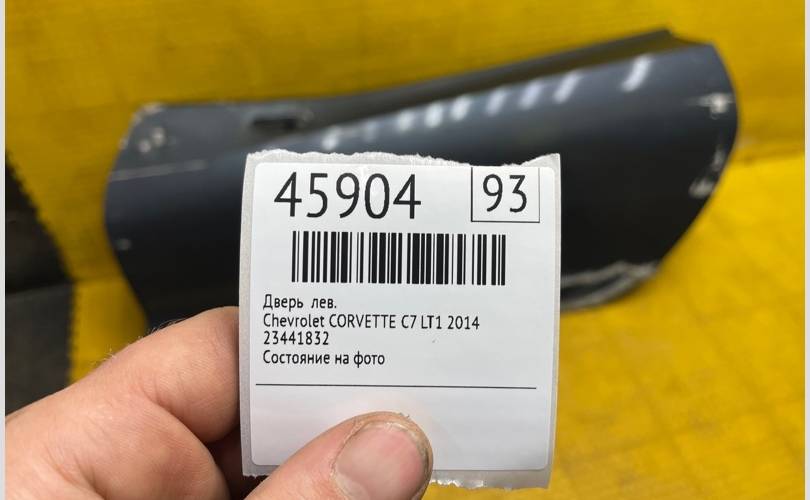 45904 93
Дверь лев.
Chevrolet CORVETTE C7 LT1 2014
23441832
Состояние на фото